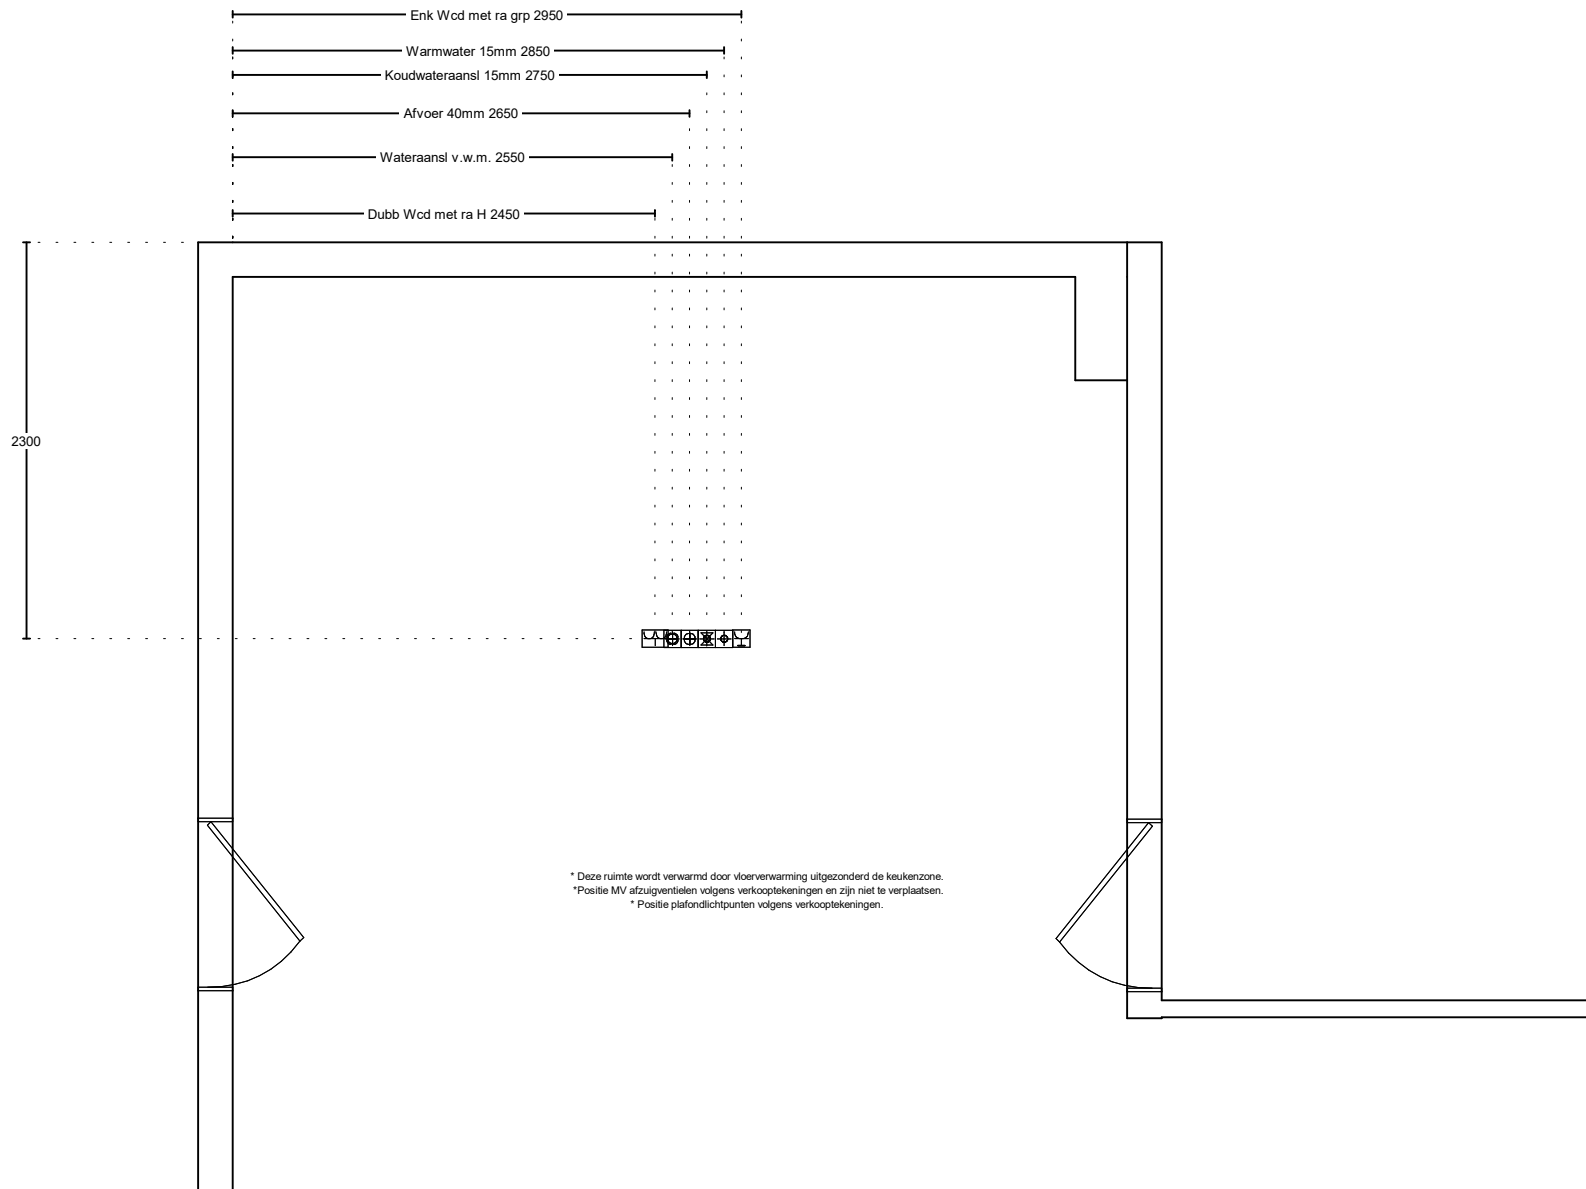 Enk Wcd met ra grp 2950
Warmwater 15mm 2850
Koudwateraansl 15mm 2750
Afvoer 40mm 2650
Wateraansl v.w.m. 2550
Dubb Wcd met ra H 2450
2300
* Deze ruimte wordt verwarmd door vloerverwarming uitgezonderd de keukenzone.
*Positie MV afzuigventielen volgens verkooptekeningen en zijn niet te verplaatsen.
* Positie plafondlichtpunten volgens verkooptekeningen.